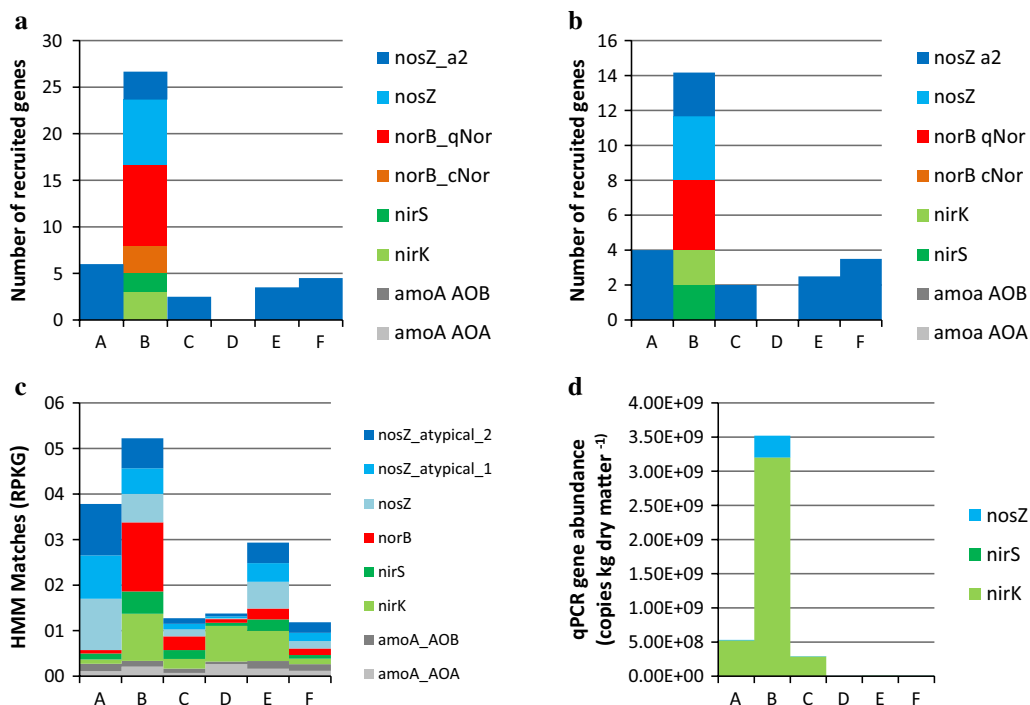 a
Number of recruited genes
30
25
20
15
10
5
0
A B C D E F
nosZ_a2
nosZ
norB_qNor
norB_cNor
nirS
nirK
amoA AOB
amoA AOA
b
Number of recruited genes
16
14
12
10
8
6
4
2
0
A B C D E F
nosZ a2
nosZ
norB qNor
norB cNor
nirK
nirS
amoa AOB
amoa AOA
c
HMM Matches (RPKG)
06
05
04
03
02
01
00
A B C D E F
nosZ_atypical_2
nosZ_atypical_1
nosZ
norB
nirS
nirK
amoA_AOB
amoA_AOA
d
qPCR gene abundance
(copies kg dry matter ⁻¹)
4.00E+09
3.50E+09
3.00E+09
2.50E+09
2.00E+09
1.50E+09
1.00E+09
5.00E+08
0.00E+00
A B C D E F
nosZ
nirS
nirK